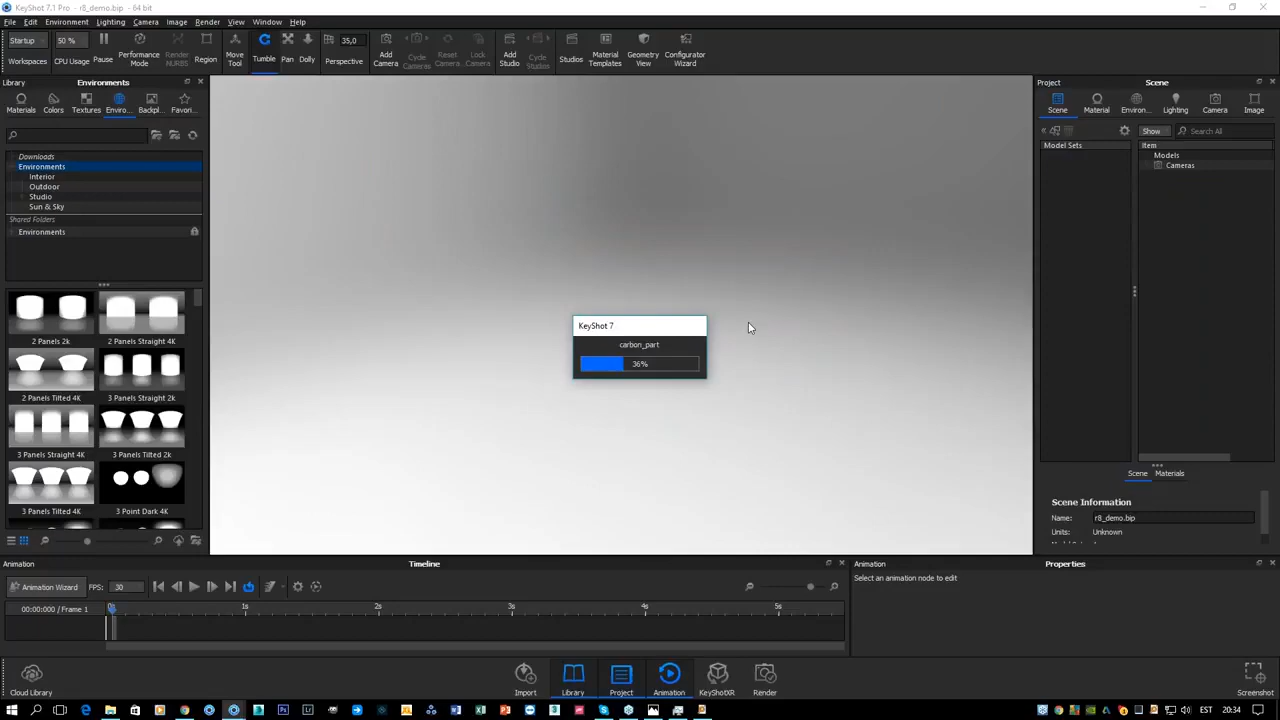 KeyShot 7.1 Pro - r8_demo.bip - 64 bit
File Edit Environment Lighting Camera Image Render View Window Help
Startup
Workspaces
50 %
CPU Usage
Pause
Performance Mode
Render NURBS
Region
Move Tool
Tumble
Pan
Dolly
35,0
Perspective
Add Camera
Cycle Cameras
Reset Camera
Lock Camera
Add Studio
Cycle Studios
Studios
Material Templates
Geometry View
Configurator Wizard
Library
Environments
Materials Colors Textures Enviro... Backpl... Favori...
Downloads
Environments
Interior
Outdoor
Studio
Sun & Sky
Shared Folders
Environments
2 Panels 2k
2 Panels Straight 4K
2 Panels Tilted 4K
3 Panels Straight 2k
3 Panels Straight 4K
3 Panels Tilted 2k
3 Panels Tilted 4K
3 Point Dark 4K
KeyShot 7
carbon_part
36%
Project
Scene
Scene Material Environ... Lighting Camera Image
Show
Search All
Model Sets
Item
Models
Cameras
Scene Materials
Scene Information
Name: r8_demo.bip
Units: Unknown
Animation
Timeline
Animation Wizard
FPS: 30
00:00:000 / Frame 1
0s 1s 2s 3s 4s 5s
Animation
Properties
Select an animation node to edit
Cloud Library
Import
Library
Project
Animation
KeyShotXR
Render
Screenshot
EST 20:34